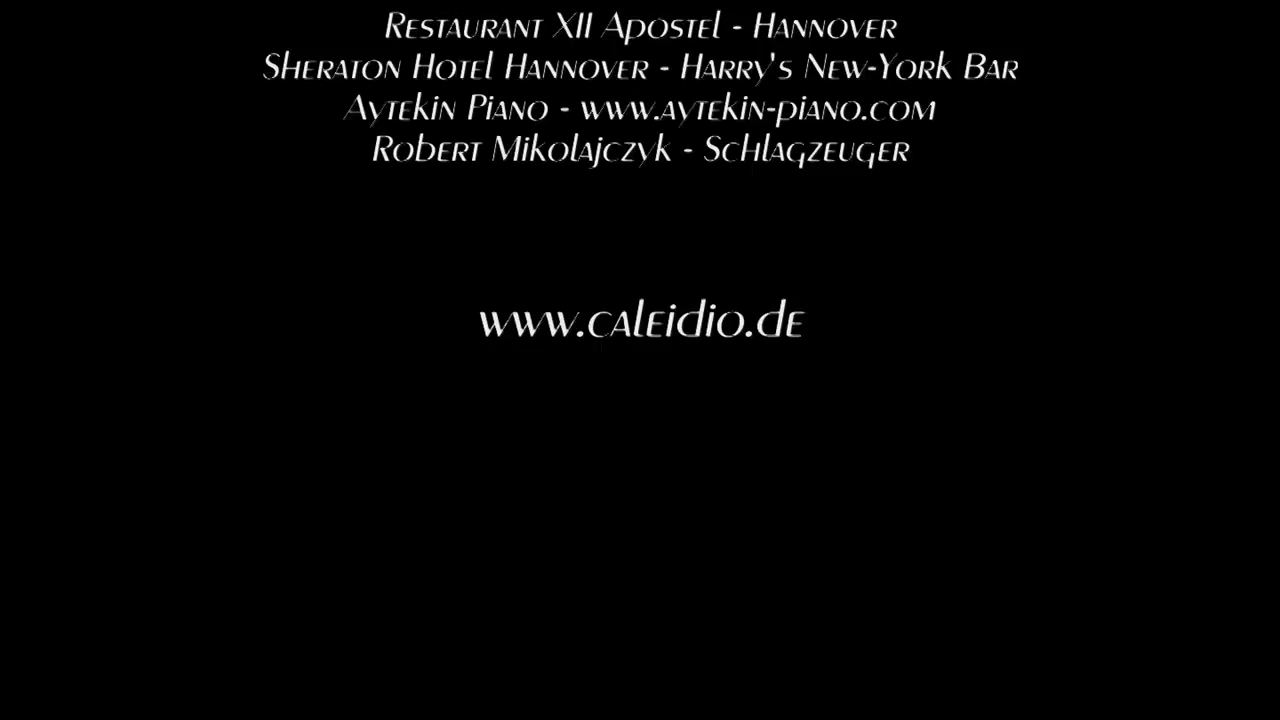 Restaurant XII Apostel - Hannover
Sheraton Hotel Hannover - Harry's New-York Bar
Aytekin Piano - www.aytekin-piano.com
Robert Mikolajczyk - Schlagzeuger
www.caleidio.de